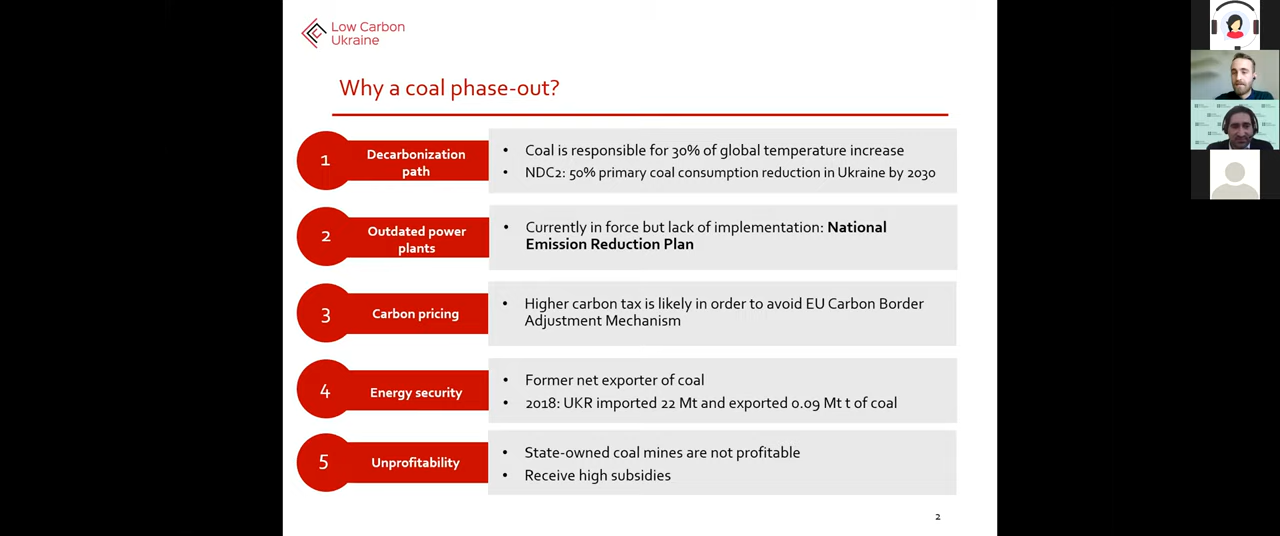 Low Carbon
Ukraine
Why a coal phase-out?
1
Decarbonization
path
• Coal is responsible for 30% of global temperature increase
• NDC2: 50% primary coal consumption reduction in Ukraine by 2030
2
Outdated power
plants
• Currently in force but lack of implementation: National
Emission Reduction Plan
3
Carbon pricing
• Higher carbon tax is likely in order to avoid EU Carbon Border
Adjustment Mechanism
4
Energy security
• Former net exporter of coal
• 2018: UKR imported 22 Mt and exported 0.09 Mt t of coal
5
Unprofitability
• State-owned coal mines are not profitable
• Receive high subsidies
2